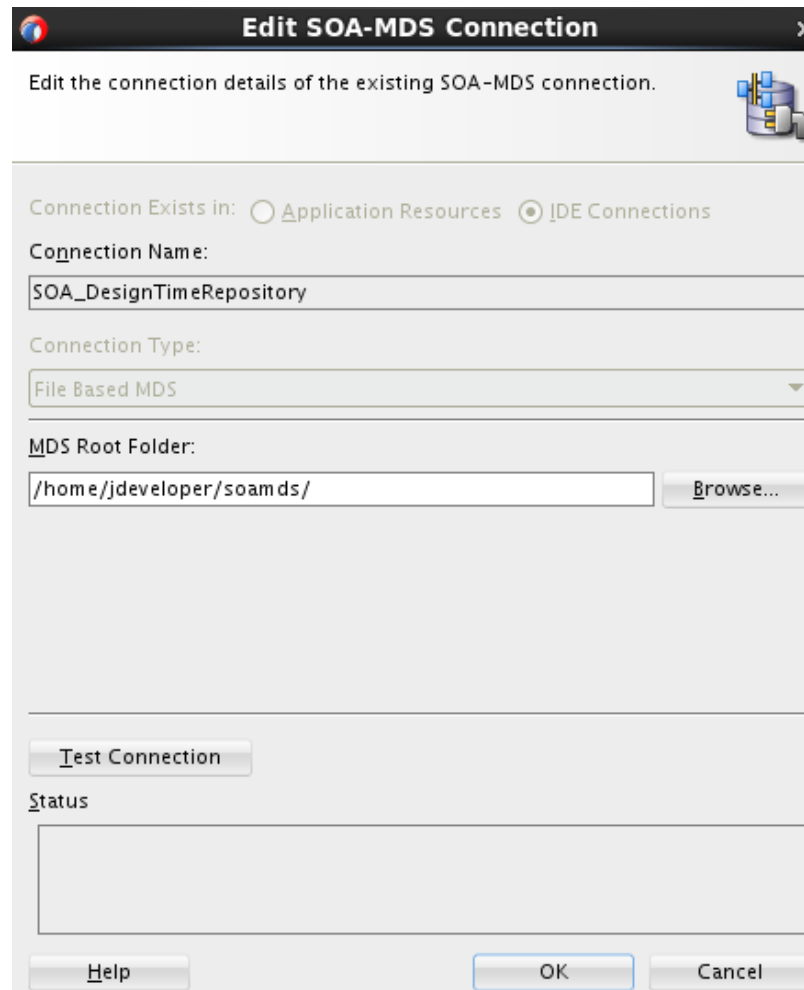 Edit SOA-MDS Connection
Edit the connection details of the existing SOA-MDS connection.
Connection Exists in: Application Resources IDE Connections
Connection Name:
SOA_DesignTimeRepository
Connection Type:
File Based MDS
MDS Root Folder:
/home/jdeveloper/soamds/ Browse...
Test Connection
Status
Help OK Cancel